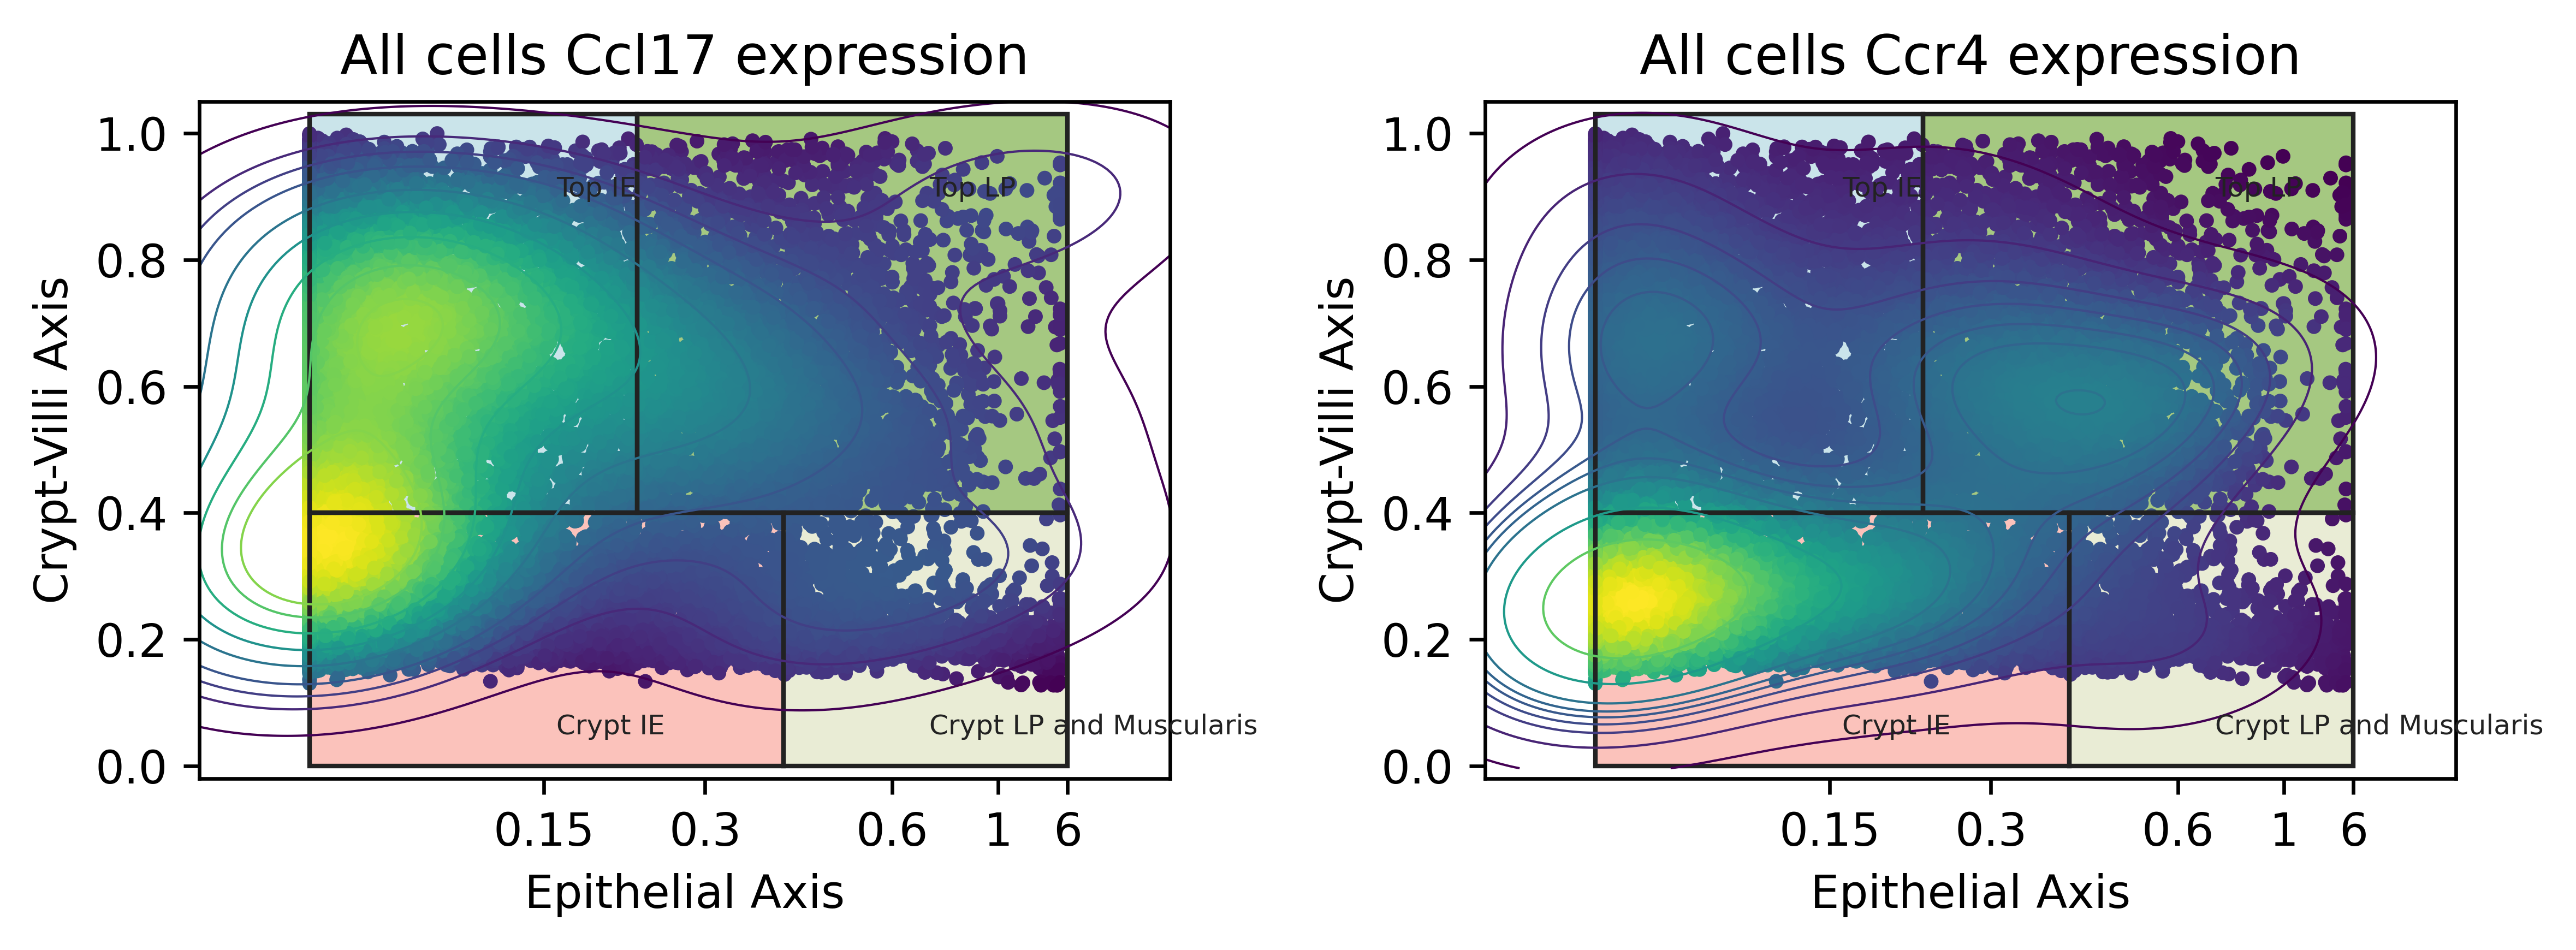 All cells Ccl17 expression
Crypt-Villi Axis
1.0
0.8
0.6
0.4
0.2
0.0
Top IE
Top LP
Crypt IE
Crypt LP and Muscularis
0.15 0.3 0.6 1 6
Epithelial Axis
All cells Ccr4 expression
Crypt-Villi Axis
1.0
0.8
0.6
0.4
0.2
0.0
Top IE
Top LP
Crypt IE
Crypt LP and Muscularis
0.15 0.3 0.6 1 6
Epithelial Axis